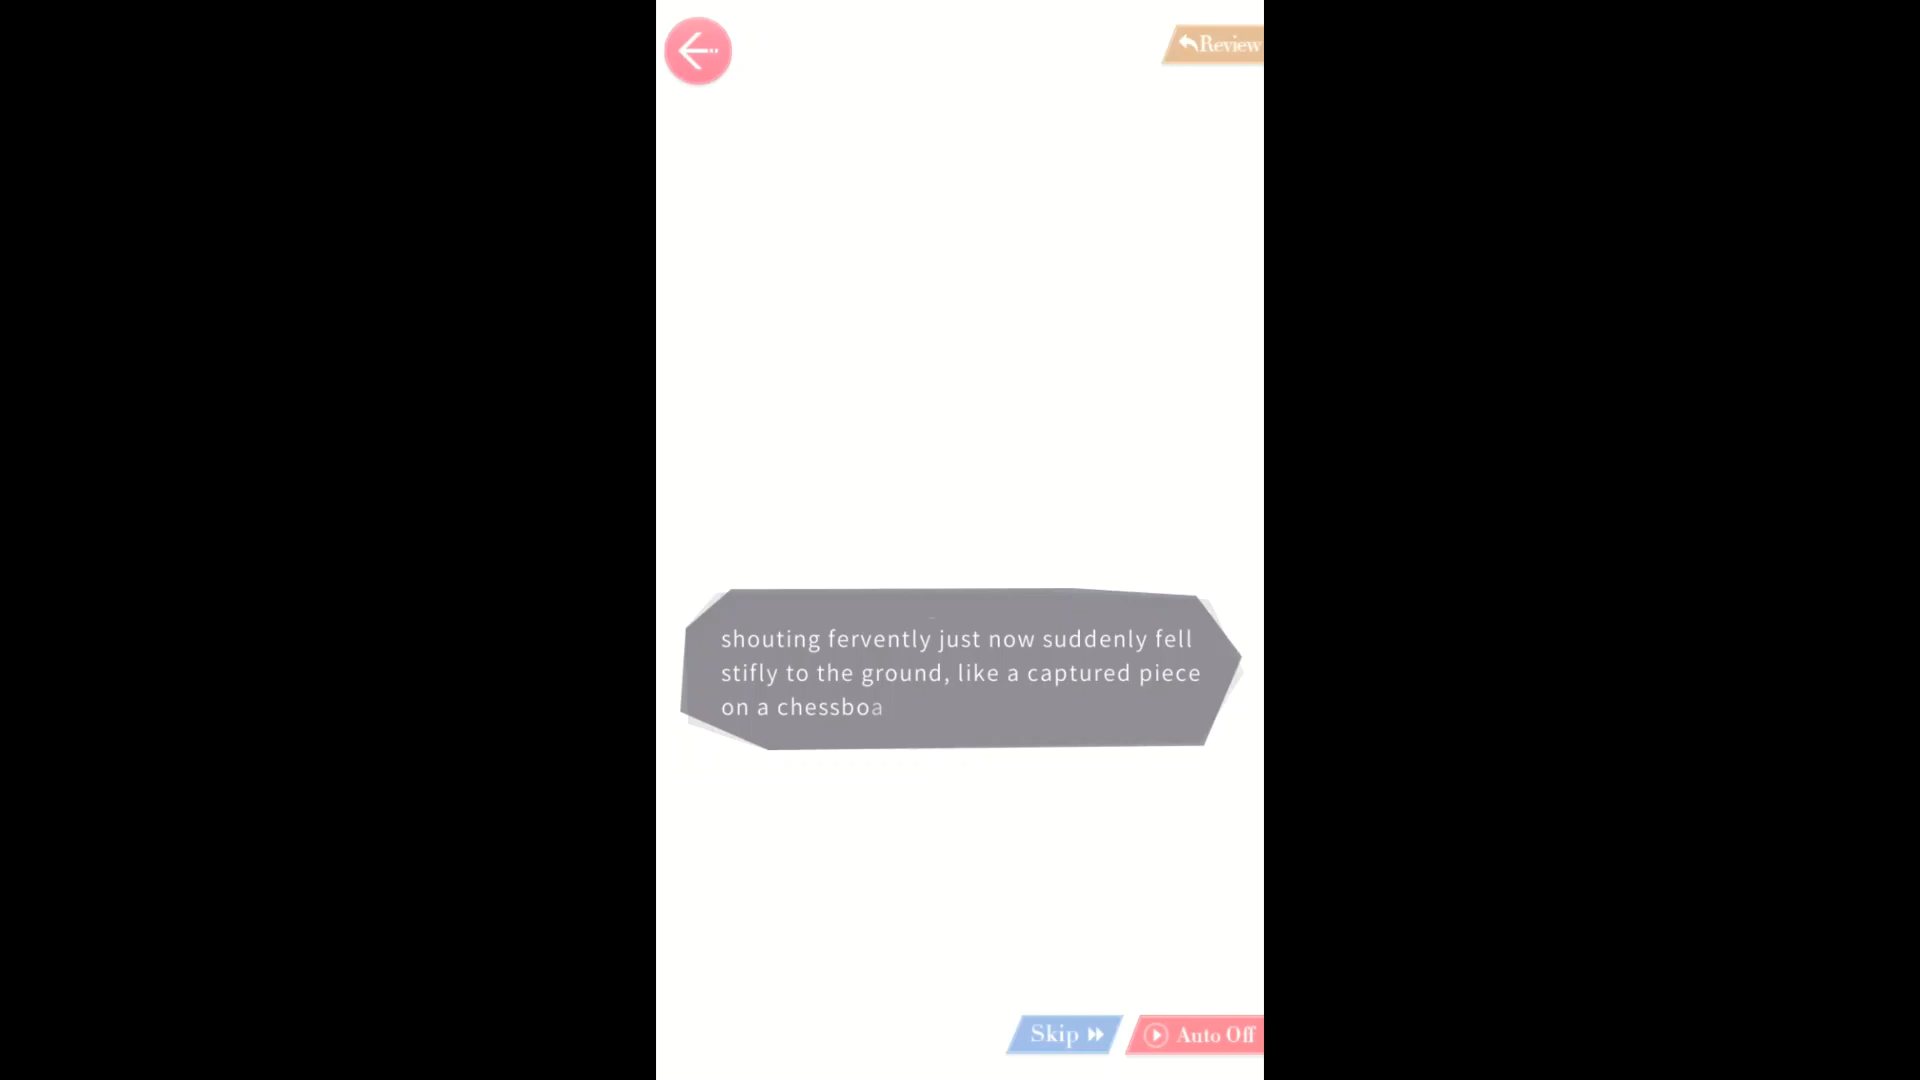 Review
shouting fervently just now suddenly fell
stifly to the ground, like a captured piece
on a chessboa
Skip
Auto Off